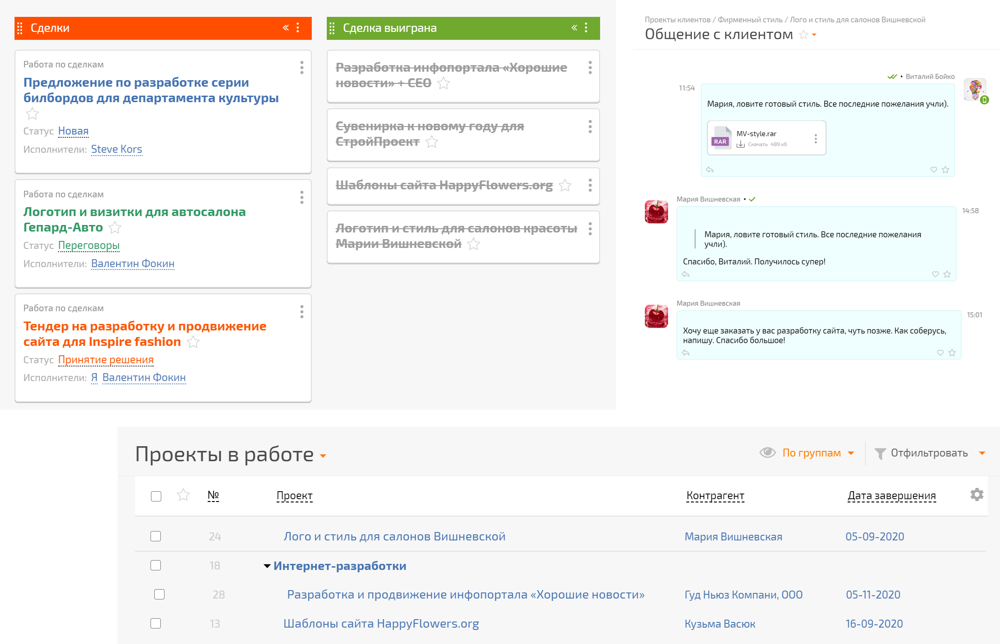 Сделки
Работа по сделкам
Предложение по разработке серии
билбордов для департамента культуры
Статус Новая
Исполнители: Steve Kors
Работа по сделкам
Логотип и визитки для автосалона
Гепард-Авто
Статус Переговоры
Исполнители: Валентин Фокин
Работа по сделкам
Тендер на разработку и продвижение
сайта для Inspire fashion
Статус Принятие решения
Исполнители: Я Валентин Фокин
Сделка выиграна
Разработка инфопортала «Хорошие
новости» + СЕО
Сувенирка к новому году для
СтройПроект
Шаблоны сайта HappyFlowers.org
Логотип и стиль для салонов красоты
Марии Вишневской
Проекты клиентов / Фирменный стиль / Лого и стиль для салонов Вишневской
Общение с клиентом
• Виталий Бойко
11:54
Мария, ловите готовый стиль. Все последние пожелания учли).
RAR
MV-style.rar
Скачать 489 кб
Мария Вишневская •
14:58
Мария, ловите готовый стиль. Все последние пожелания
учли).
Спасибо, Виталий. Получилось супер!
Мария Вишневская
15:01
Хочу еще заказать у вас разработку сайта, чуть позже. Как соберусь,
напишу. Спасибо большое!
Проекты в работе
По группам
Отфильтровать
№ Проект Контрагент Дата завершения
24 Лого и стиль для салонов Вишневской Мария Вишневская 05-09-2020
18 Интернет-разработки
28 Разработка и продвижение инфопортала «Хорошие новости» Гуд Ньюз Компани, ООО 05-11-2020
13 Шаблоны сайта HappyFlowers.org Кузьма Васюк 16-09-2020